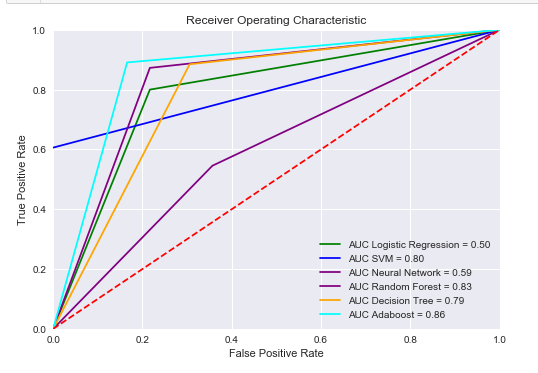 Receiver Operating Characteristic
1.0
0.8
0.6
0.4
0.2
0.0
True Positive Rate
AUC Logistic Regression = 0.50
AUC SVM = 0.80
AUC Neural Network = 0.59
AUC Random Forest = 0.83
AUC Decision Tree = 0.79
AUC Adaboost = 0.86
0.0 0.2 0.4 0.6 0.8 1.0
False Positive Rate